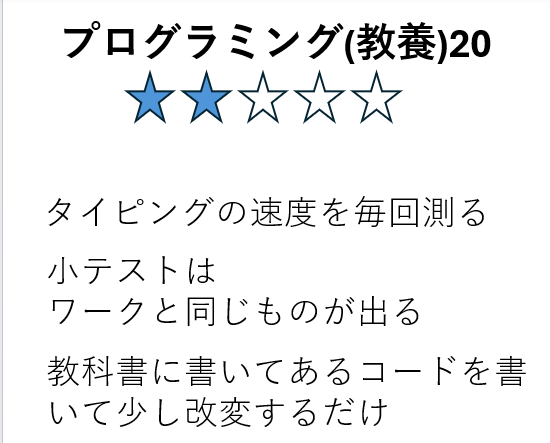 プログラミング(教養)20
★★☆☆☆
タイピングの速度を毎回測る
小テストは
ワークと同じものが出る
教科書に書いてあるコードを書
いて少し改変するだけ